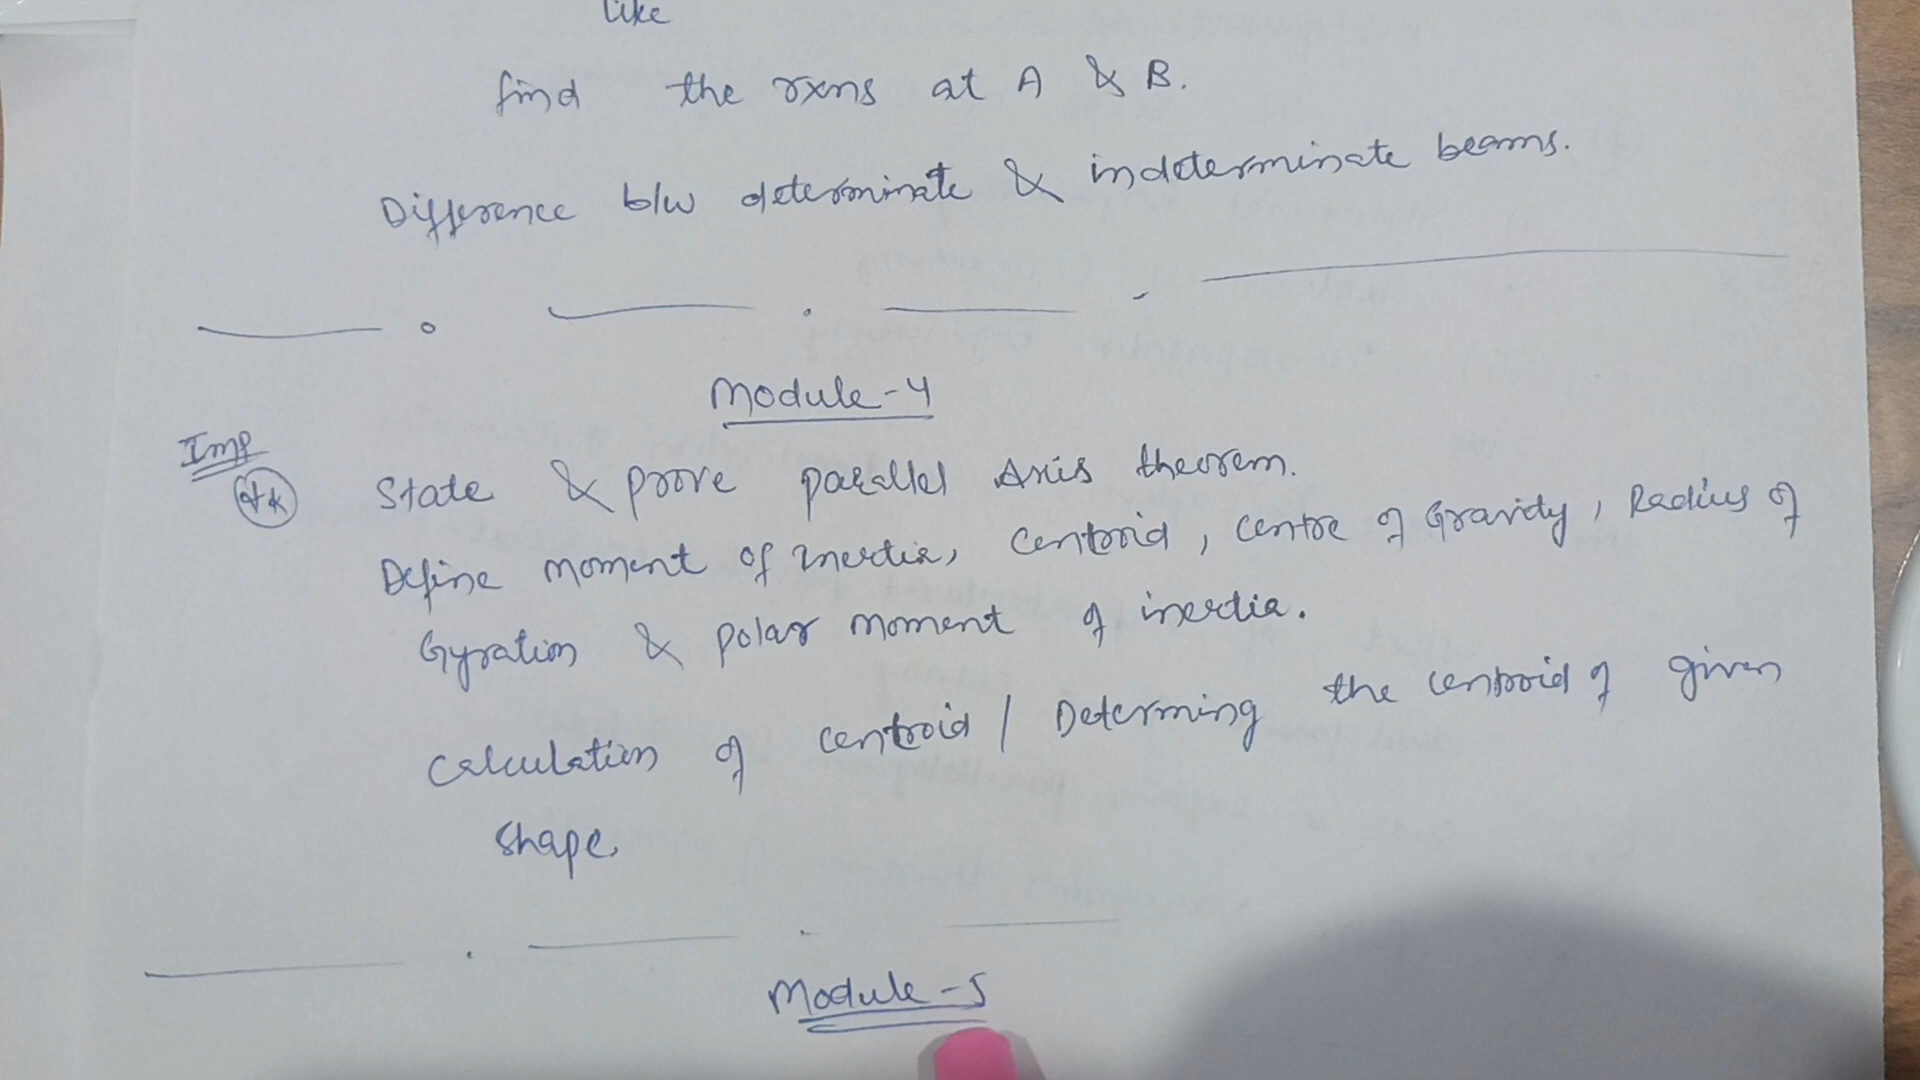 like
find the rxns at A & B.
Difference b/w determinate & indeterminate beams.
Module-4
Imp
State & prove parallel Axis theorem.
Define moment of Inertia, centroid, centre of Gravity, Radius of
Gyration & polar moment of inertia.
Calculation of centroid / Determing the centroid of given
shape.
Module-5